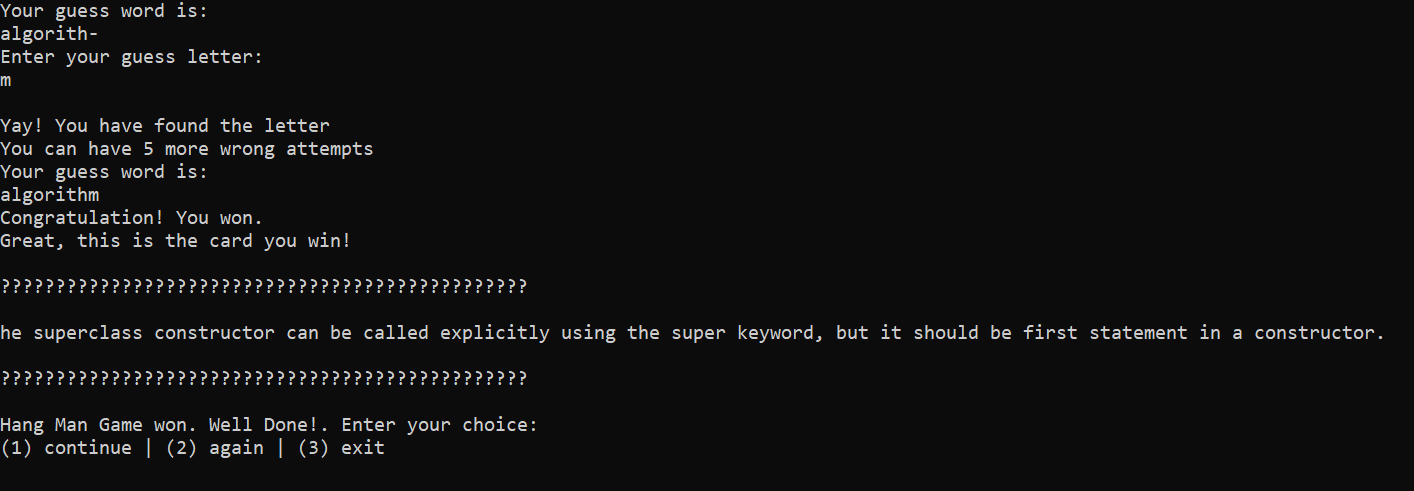 Your guess word is:
algorith-
Enter your guess letter:
m
Yay! You have found the letter
You can have 5 more wrong attempts
Your guess word is:
algorithm
Congratulation! You won.
Great, this is the card you win!
????????????????????????????????????????????????
he superclass constructor can be called explicitly using the super keyword, but it should be first statement in a constructor.
????????????????????????????????????????????????
Hang Man Game won. Well Done!. Enter your choice:
(1) continue | (2) again | (3) exit